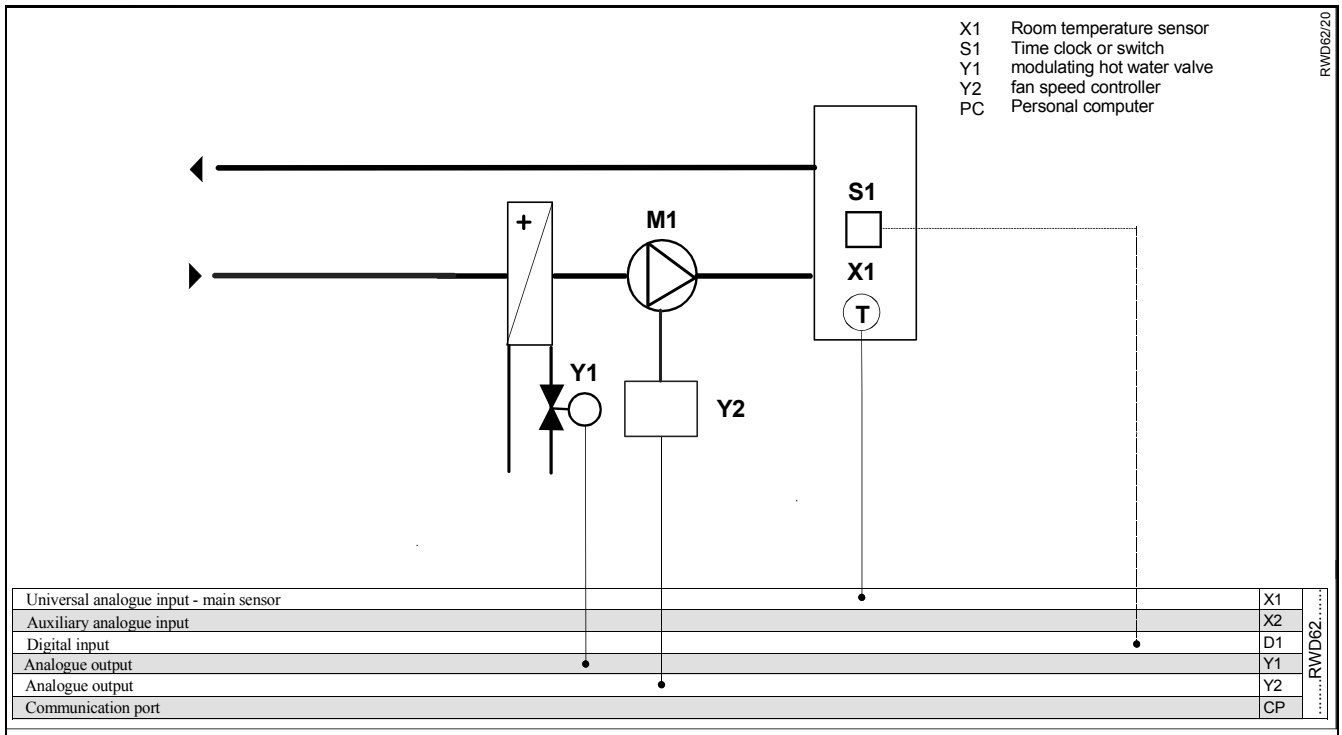 X1 Room temperature sensor
S1 Time clock or switch
Y1 modulating hot water valve
Y2 fan speed controller
PC Personal computer
RWD62/20
S1
+
M1
X1
T
Y1
Y2
Universal analogue input - main sensor X1
Auxiliary analogue input X2
Digital input D1
Analogue output Y1
Analogue output Y2
Communication port CP
........RWD62......